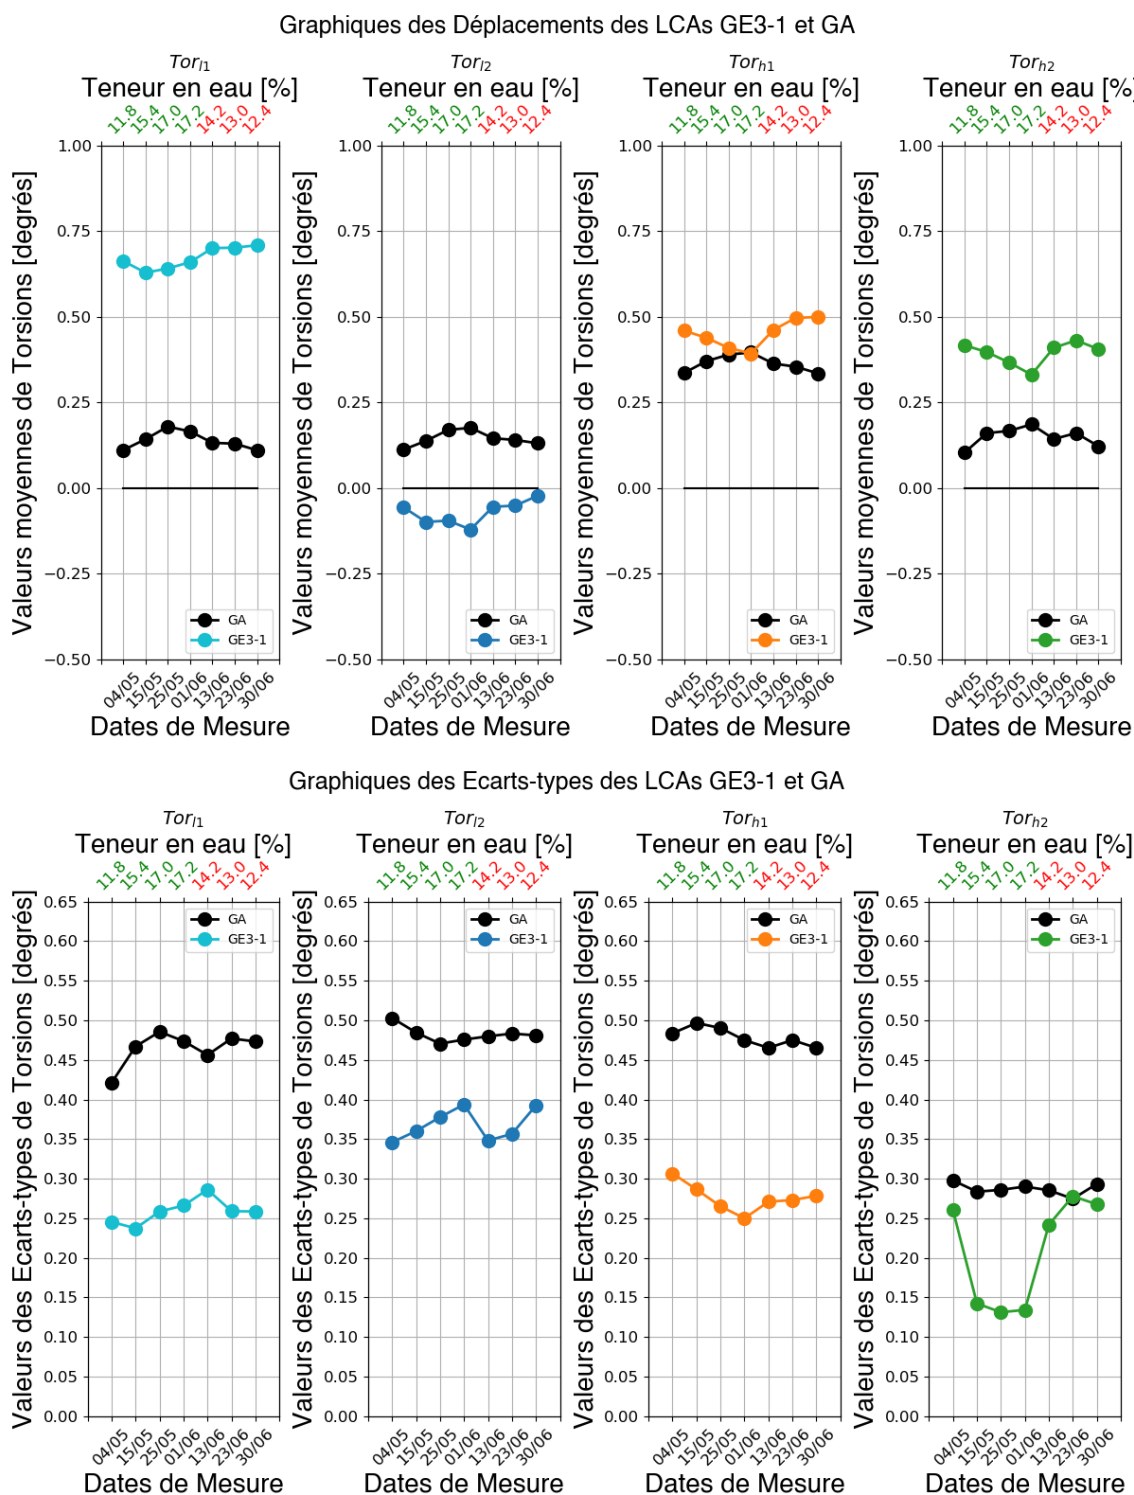 Graphiques des Déplacements des LCAs GE3-1 et GA
Tor_{l1} Tor_{l2} Tor_{h1} Tor_{h2}
Teneur en eau [%] Teneur en eau [%] Teneur en eau [%] Teneur en eau [%]
11.8 15.4 17.0 17.2 14.2 13.0 12.4 11.8 15.4 17.0 17.2 14.2 13.0 12.4 11.8 15.4 17.0 17.2 14.2 13.0 12.4 11.8 15.4 17.0 17.2 14.2 13.0 12.4
Valeurs moyennes de Torsions [degrés] Valeurs moyennes de Torsions [degrés] Valeurs moyennes de Torsions [degrés] Valeurs moyennes de Torsions [degrés]
1.00 1.00 1.00 1.00
0.75 0.75 0.75 0.75
0.50 0.50 0.50 0.50
0.25 0.25 0.25 0.25
0.00 0.00 0.00 0.00
−0.25 −0.25 −0.25 −0.25
−0.50 −0.50 −0.50 −0.50
GA GA GA GA
GE3-1 GE3-1 GE3-1 GE3-1
04/05 15/05 25/05 01/06 13/06 23/06 30/06 04/05 15/05 25/05 01/06 13/06 23/06 30/06 04/05 15/05 25/05 01/06 13/06 23/06 30/06 04/05 15/05 25/05 01/06 13/06 23/06 30/06
Dates de Mesure Dates de Mesure Dates de Mesure Dates de Mesure
Graphiques des Ecarts-types des LCAs GE3-1 et GA
Tor_{l1} Tor_{l2} Tor_{h1} Tor_{h2}
Teneur en eau [%] Teneur en eau [%] Teneur en eau [%] Teneur en eau [%]
11.8 15.4 17.0 17.2 14.2 13.0 12.4 11.8 15.4 17.0 17.2 14.2 13.0 12.4 11.8 15.4 17.0 17.2 14.2 13.0 12.4 11.8 15.4 17.0 17.2 14.2 13.0 12.4
Valeurs des Ecarts-types de Torsions [degrés] Valeurs des Ecarts-types de Torsions [degrés] Valeurs des Ecarts-types de Torsions [degrés] Valeurs des Ecarts-types de Torsions [degrés]
0.65 0.65 0.65 0.65
0.60 0.60 0.60 0.60
0.55 0.55 0.55 0.55
0.50 0.50 0.50 0.50
0.45 0.45 0.45 0.45
0.40 0.40 0.40 0.40
0.35 0.35 0.35 0.35
0.30 0.30 0.30 0.30
0.25 0.25 0.25 0.25
0.20 0.20 0.20 0.20
0.15 0.15 0.15 0.15
0.10 0.10 0.10 0.10
0.05 0.05 0.05 0.05
0.00 0.00 0.00 0.00
GA GA GA GA
GE3-1 GE3-1 GE3-1 GE3-1
04/05 15/05 25/05 01/06 13/06 23/06 30/06 04/05 15/05 25/05 01/06 13/06 23/06 30/06 04/05 15/05 25/05 01/06 13/06 23/06 30/06 04/05 15/05 25/05 01/06 13/06 23/06 30/06
Dates de Mesure Dates de Mesure Dates de Mesure Dates de Mesure